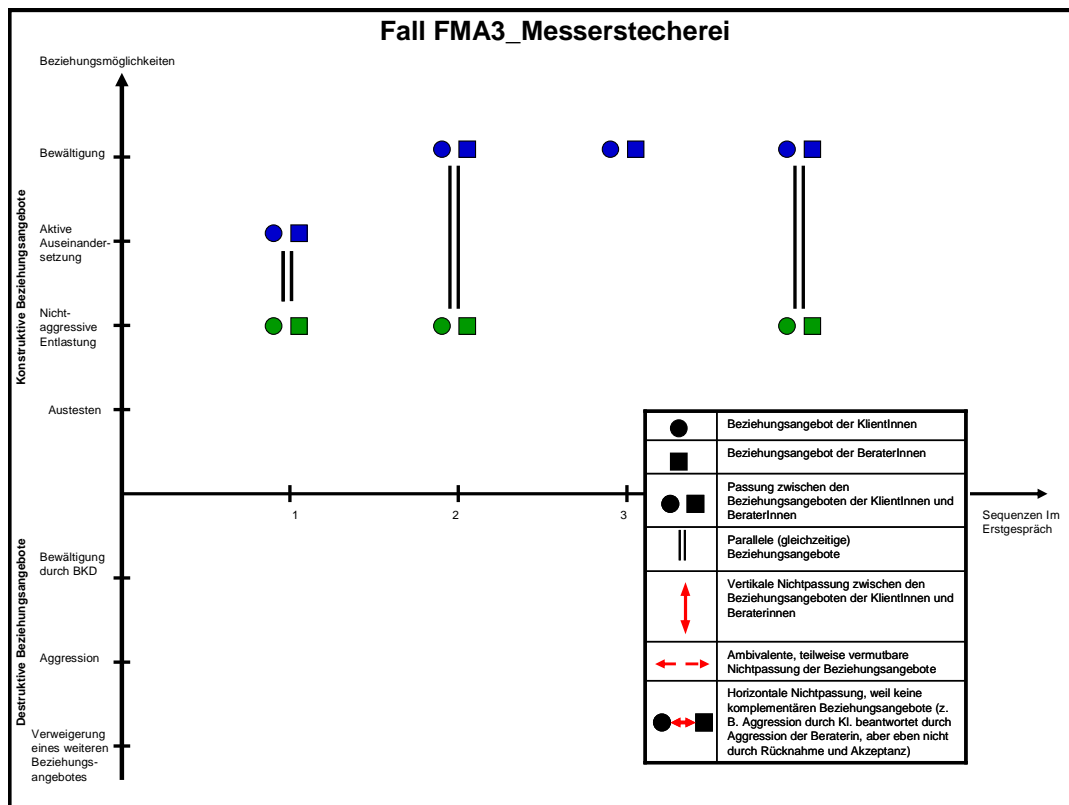 Fall FMA3_Messerstecherei
Beziehungsmöglichkeiten
Konstruktive Beziehungsangebote
Bewältigung
Aktive
Auseinander-
setzung
Nicht-
aggressive
Entlastung
Austesten
1
2
3
Sequenzen Im
Erstgespräch
Destruktive Beziehungsangebote
Bewältigung
durch BKD
Aggression
Verweigerung
eines weiteren
Beziehungs-
angebotes
Beziehungsangebot der KlientInnen
Beziehungsangebot der BeraterInnen
Passung zwischen den
Beziehungsangeboten der KlientInnen und
BeraterInnen
Parallele (gleichzeitige)
Beziehungsangebote
Vertikale Nichtpassung zwischen den
Beziehungsangeboten der KlientInnen und
Beraterinnen
Ambivalente, teilweise vermutbare
Nichtpassung der Beziehungsangebote
Horizontale Nichtpassung, weil keine
komplementären Beziehungsangebote (z.
B. Aggression durch Kl. beantwortet durch
Aggression der Beraterin, aber eben nicht
durch Rücknahme und Akzeptanz)